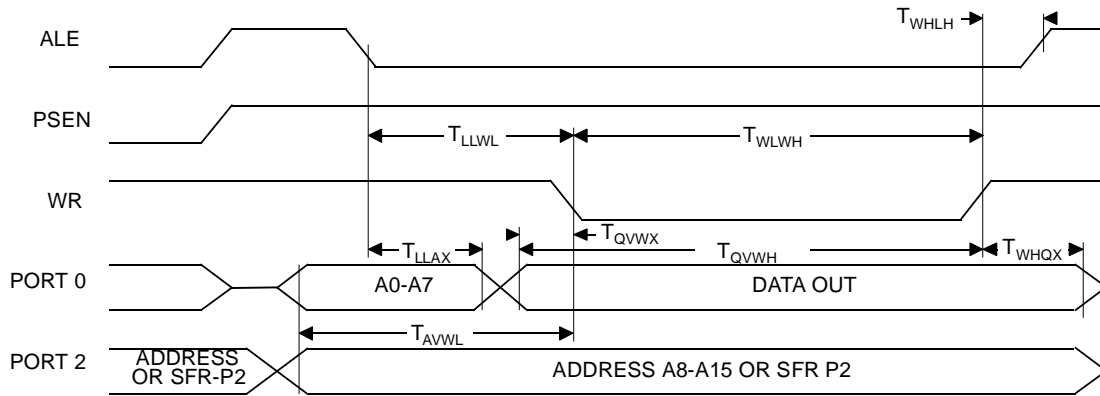 T_WHLH
ALE
PSEN
T_LLWL
T_WLWH
WR
T_QVWX
T_LLAX
T_QVWH
T_WHQX
PORT 0
A0-A7
DATA OUT
T_AVWL
PORT 2
ADDRESS
OR SFR-P2
ADDRESS A8-A15 OR SFR P2